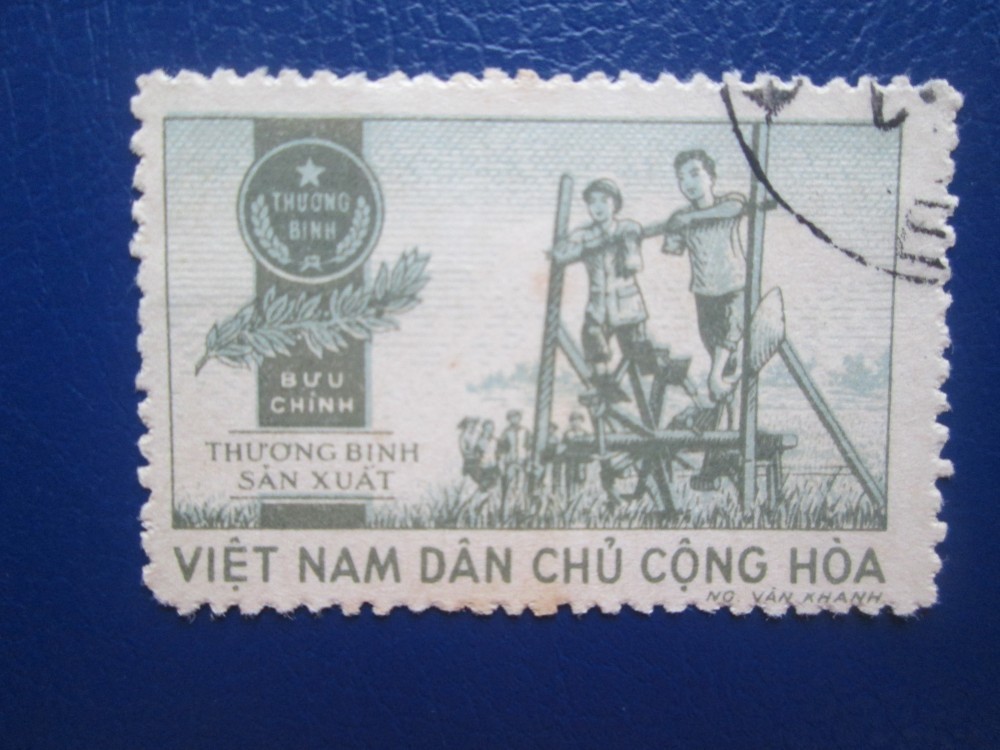 THƯƠNG
BINH
BƯU
CHÍNH
THƯƠNG BINH
SẢN XUẤT
VIỆT NAM DÂN CHỦ CỘNG HÒA
NG. VĂN KHANH